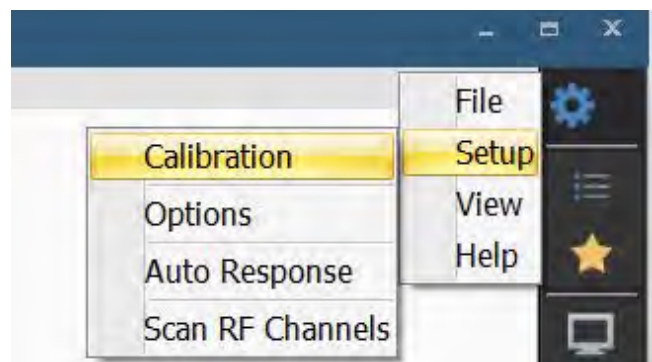 File
Setup
View
Help
Calibration
Options
Auto Response
Scan RF Channels